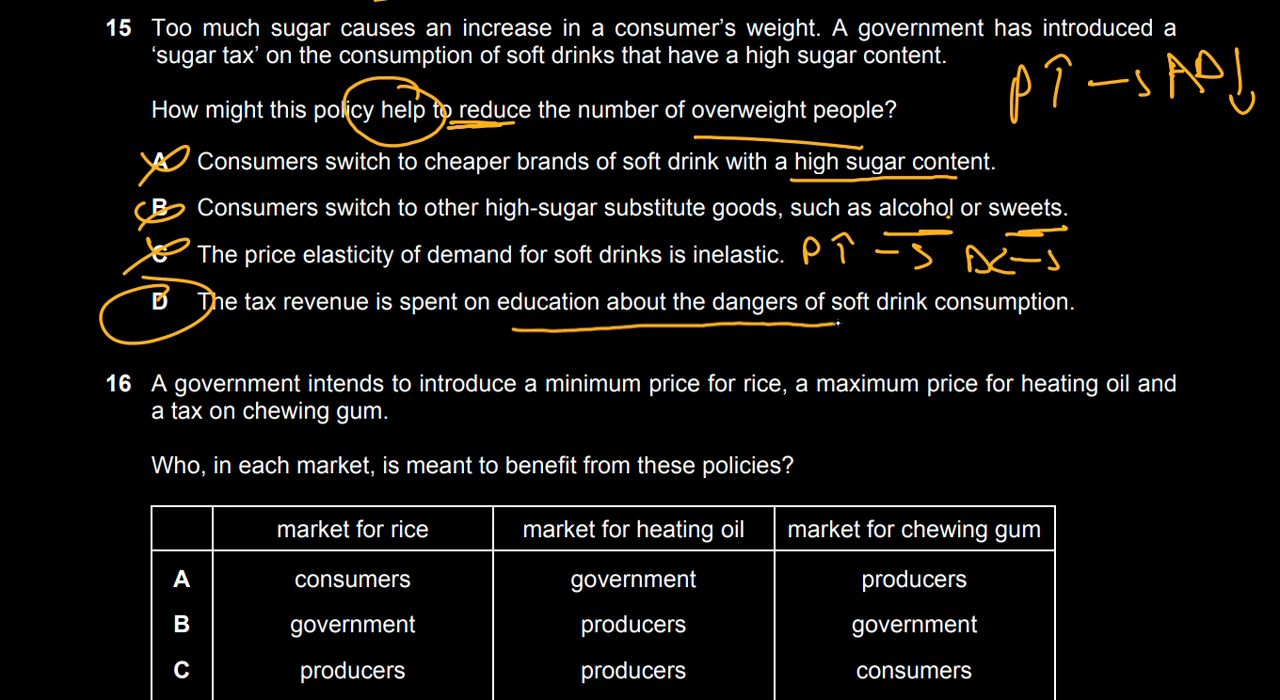 15 Too much sugar causes an increase in a consumer's weight. A government has introduced a
'sugar tax' on the consumption of soft drinks that have a high sugar content.
P↑ → AD↓
How might this policy help to reduce the number of overweight people?
A Consumers switch to cheaper brands of soft drink with a high sugar content.
B Consumers switch to other high-sugar substitute goods, such as alcohol or sweets.
C The price elasticity of demand for soft drinks is inelastic. P↑
D The tax revenue is spent on education about the dangers of soft drink consumption.
16 A government intends to introduce a minimum price for rice, a maximum price for heating oil and
a tax on chewing gum.
Who, in each market, is meant to benefit from these policies?
market for rice market for heating oil market for chewing gum
A consumers government producers
B government producers government
C producers producers consumers